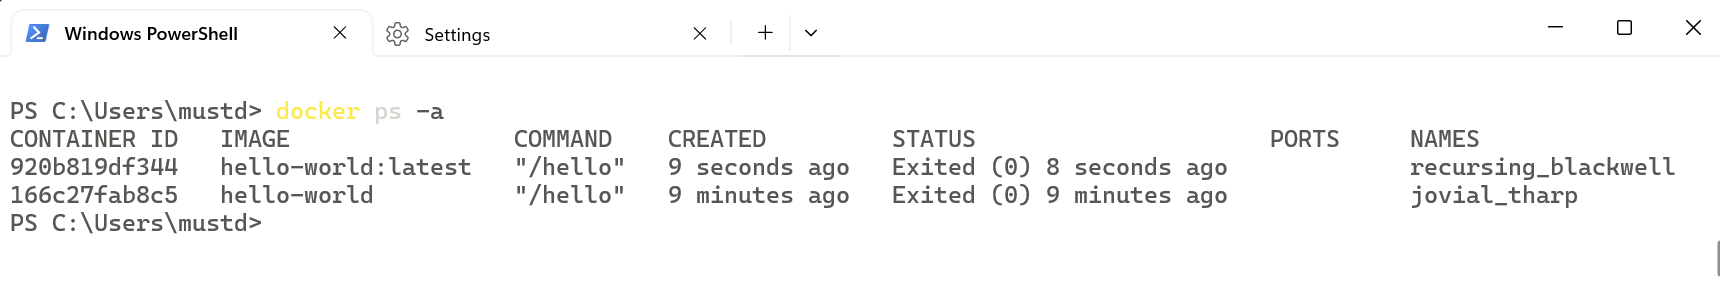 Windows PowerShell Settings
PS C:\Users\mustd> docker ps -a
CONTAINER ID   IMAGE                COMMAND    CREATED         STATUS                     PORTS     NAMES
920b819df344   hello-world:latest   "/hello"   9 seconds ago   Exited (0) 8 seconds ago             recursing_blackwell
166c27fab8c5   hello-world          "/hello"   9 minutes ago   Exited (0) 9 minutes ago             jovial_tharp
PS C:\Users\mustd>